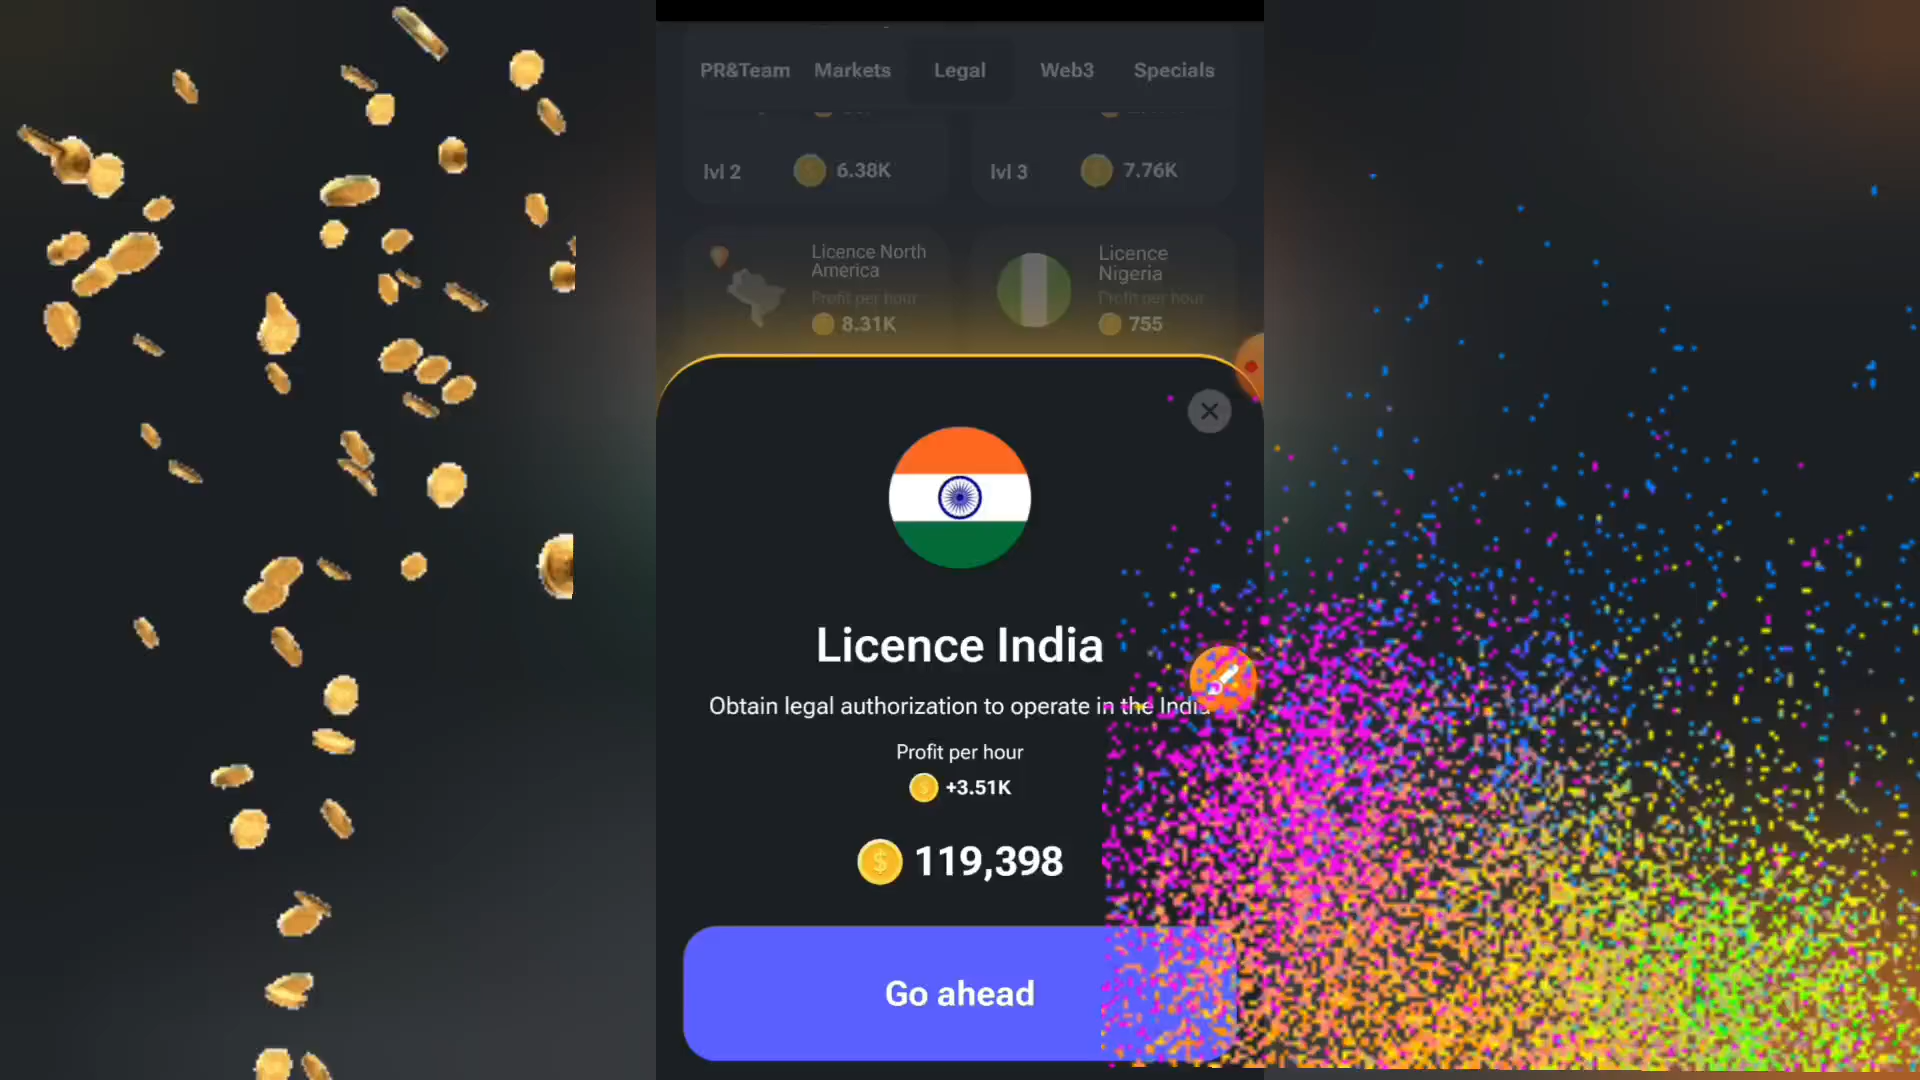 PR&Team Markets Legal Web3 Specials
lvl 2 6.38K
lvl 3 7.76K
Licence North
America
Profit per hour
8.31K
Licence
Nigeria
Profit per hour
755
Licence India
Obtain legal authorization to operate in the India
Profit per hour
+3.51K
119,398
Go ahead